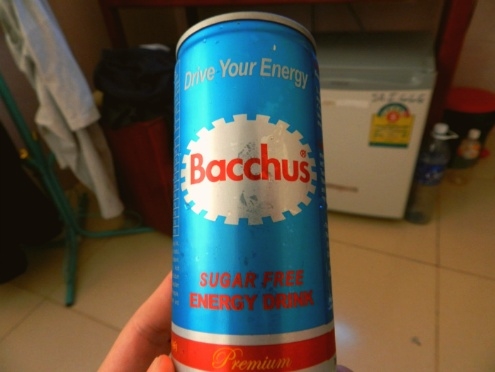 Drive Your Energy
Bacchus®
SUGAR FREE
ENERGY DRINK
Premium